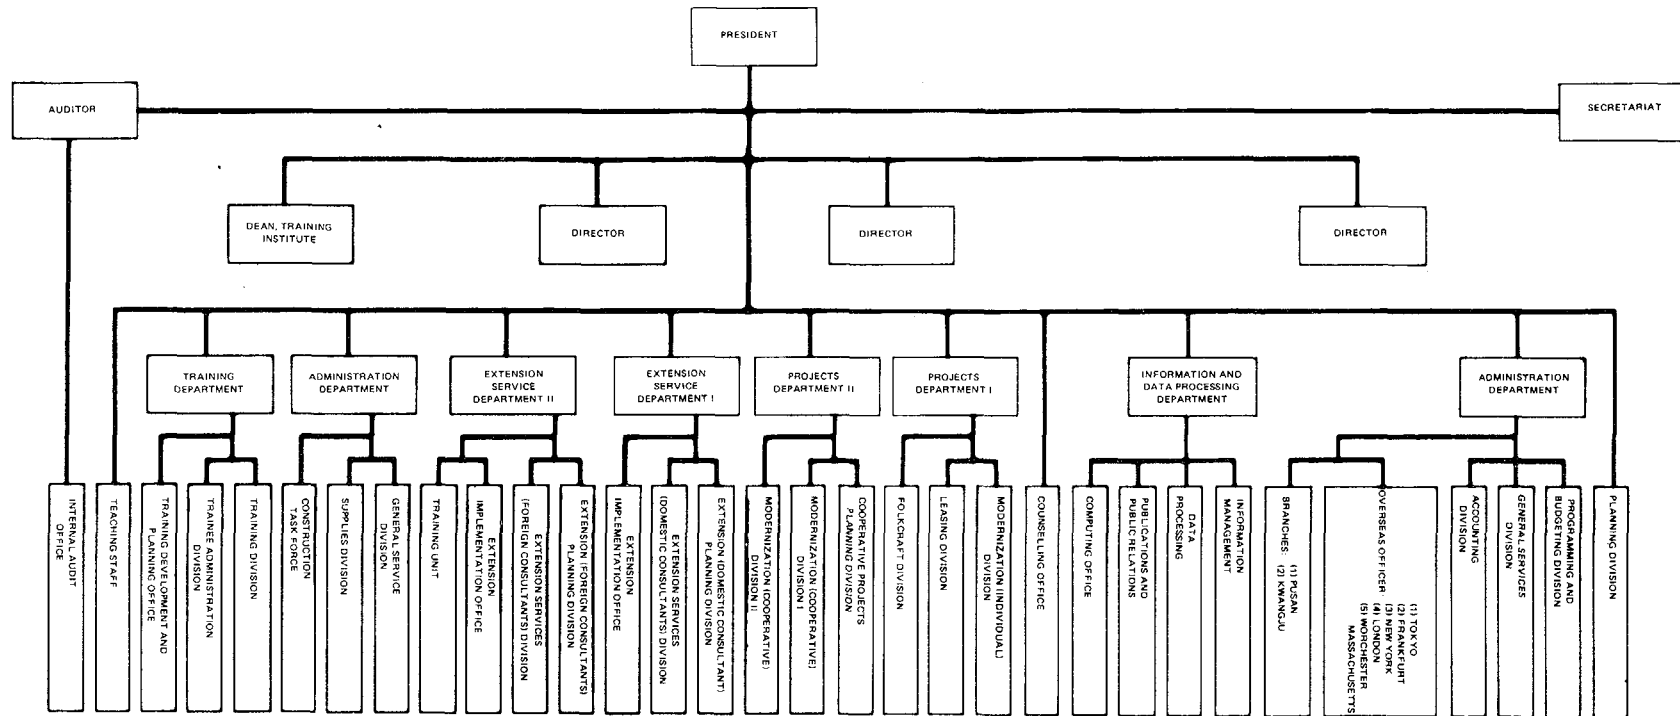 PRESIDENT
AUDITOR
SECRETARIAT
DEAN, TRAINING
INSTITUTE
DIRECTOR
DIRECTOR
DIRECTOR
TRAINING
DEPARTMENT
ADMINISTRATION
DEPARTMENT
EXTENSION
SERVICE
DEPARTMENT II
EXTENSION
SERVICE
DEPARTMENT I
PROJECTS
DEPARTMENT II
PROJECTS
DEPARTMENT I
INFORMATION AND
DATA PROCESSING
DEPARTMENT
ADMINISTRATION
DEPARTMENT
INTERNAL AUDIT
OFFICE
TEACHING STAFF
TRAINING DEVELOPMENT AND
PLANNING OFFICE
TRAINEE ADMINISTRATION
DIVISION
TRAINING DIVISION
CONSTRUCTION
TASK FORCE
SUPPLIES DIVISION
GENERAL SERVICE
DIVISION
TRAINING UNIT
EXTENSION
IMPLEMENTATION OFFICE
EXTENSION SERVICES
(FOREIGN CONSULTANTS) DIVISION
EXTENSION (FOREIGN CONSULTANTS)
PLANNING DIVISION
EXTENSION
IMPLEMENTATION OFFICE
EXTENSION SERVICES
(DOMESTIC CONSULTANTS) DIVISION
EXTENSION (DOMESTIC CONSULTANT)
PLANNING DIVISION
MODERNIZATION (COOPERATIVE)
DIVISION II
MODERNIZATION (COOPERATIVE)
DIVISION I
COOPERATIVE PROJECTS
PLANNING DIVISION
FOLKCRAFT DIVISION
LEASING DIVISION
MODERNIZATION (INDIVIDUAL)
DIVISION
COUNSELLING OFFICE
COMPUTING OFFICE
PUBLICATIONS AND
PUBLIC RELATIONS
DATA
PROCESSING
INFORMATION
MANAGEMENT
BRANCHES: (1) PUSAN
(2) KWANGJU
OVERSEAS OFFICER: (1) TOKYO
(2) FRANKFURT
(3) NEW YORK
(4) LONDON
(5) WORCHESTER
MASSACHUSETTS
ACCOUNTING
DIVISION
GENERAL SERVICES
DIVISION
PROGRAMMING AND
BUDGETING DIVISION
PLANNING DIVISION